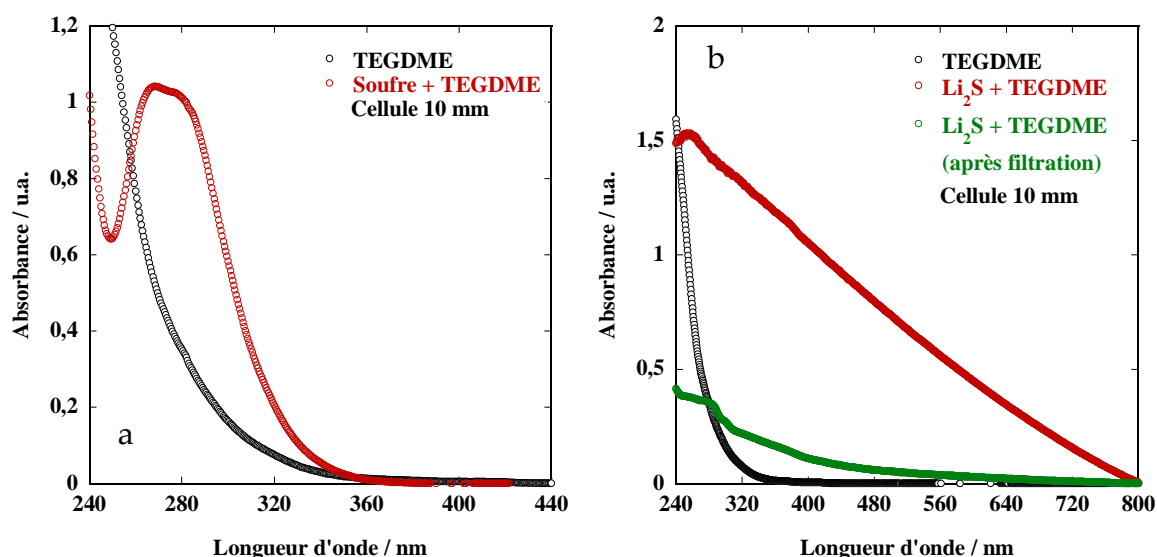 a
TEGDME
Soufre + TEGDME
Cellule 10 mm
Absorbance / u.a.
1,2
1
0,8
0,6
0,4
0,2
0
240 280 320 360 400 440
Longueur d'onde / nm
b
TEGDME
Li₂S + TEGDME
Li₂S + TEGDME
(après filtration)
Cellule 10 mm
Absorbance / u.a.
2
1,5
1
0,5
0
240 320 400 480 560 640 720 800
Longueur d'onde / nm